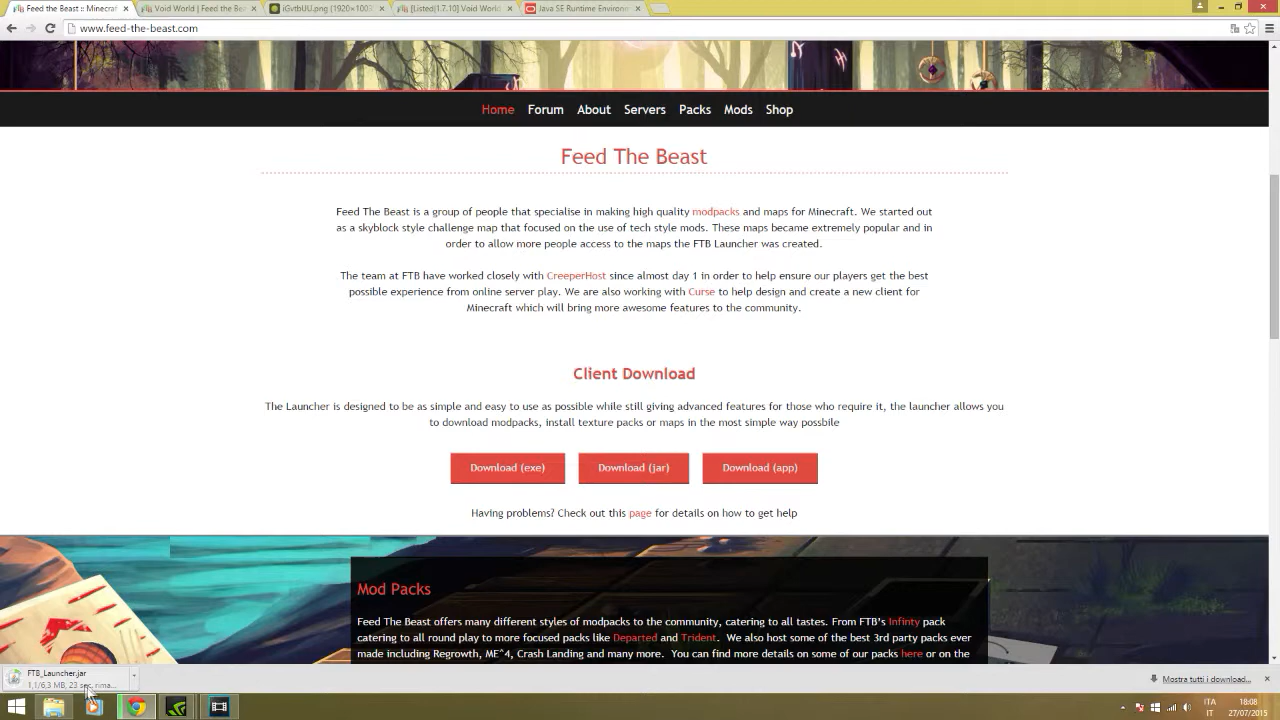 Feed the Beast :: Minecraf
Void World | Feed the Bea
iGvtbUU.png (1920×100
[Listed][1.7.10] Void World
Java SE Runtime Environm
www.feed-the-beast.com
Home Forum About Servers Packs Mods Shop
Feed The Beast
Feed The Beast is a group of people that specialise in making high quality modpacks and maps for Minecraft. We started out
as a skyblock style challenge map that focused on the use of tech style mods. These maps became extremely popular and in
order to allow more people access to the maps the FTB Launcher was created.
The team at FTB have worked closely with CreeperHost since almost day 1 in order to help ensure our players get the best
possible experience from online server play. We are also working with Curse to help design and create a new client for
Minecraft which will bring more awesome features to the community.
Client Download
The Launcher is designed to be as simple and easy to use as possible while still giving advanced features for those who require it, the launcher allows you
to download modpacks, install texture packs or maps in the most simple way possbile
Download (exe) Download (jar) Download (app)
Having problems? Check out this page for details on how to get help
Mod Packs
Feed The Beast offers many different styles of modpacks to the community, catering to all tastes. From FTB's Infinty pack
catering to all round play to more focused packs like Departed and Trident. We also host some of the best 3rd party packs ever
made including Regrowth, ME^4, Crash Landing and many more. You can find more details on some of our packs here or on the
FTB_Launcher.jar
1,1/6,3 MB, 23 sec rima...
Mostra tutti i download...
ITA
IT
18:08
27/07/2015